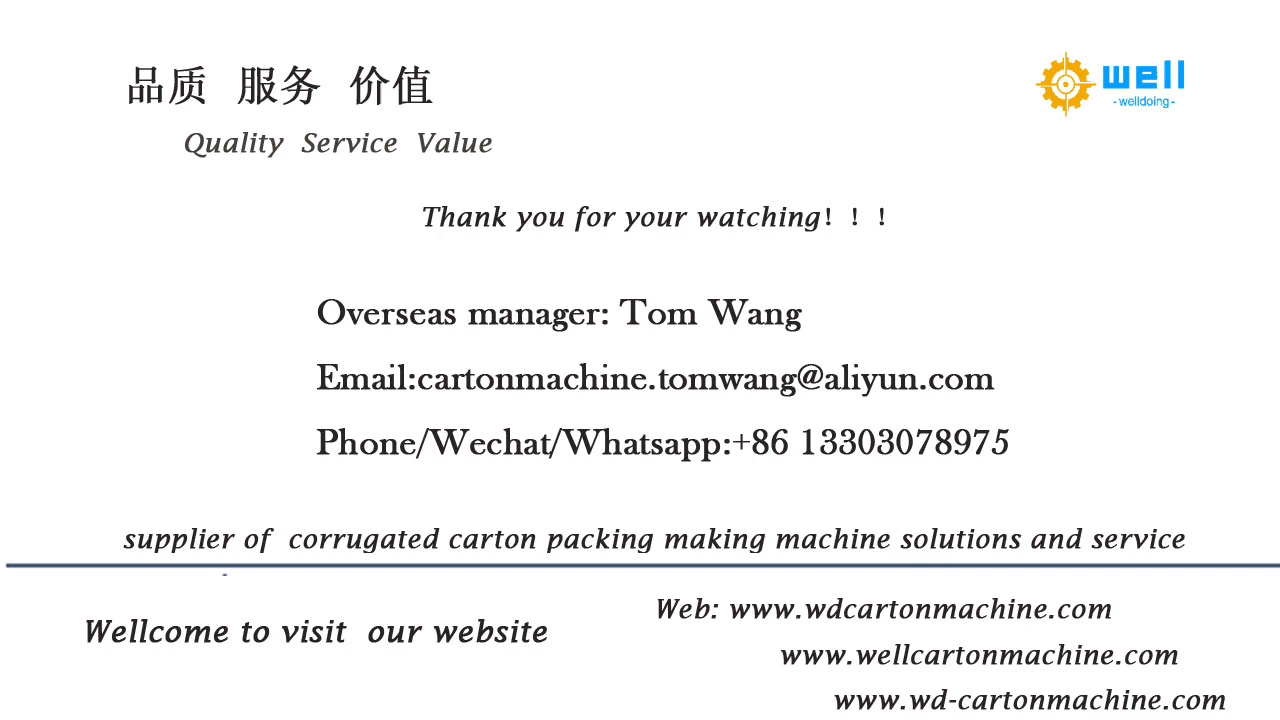 品质 服务 价值
well
-welldoing-
Quality Service Value
Thank you for your watching！！！
Overseas manager: Tom Wang
Email:cartonmachine.tomwang@aliyun.com
Phone/Wechat/Whatsapp:+86 13303078975
supplier of corrugated carton packing making machine solutions and service
Wellcome to visit our website
Web: www.wdcartonmachine.com
www.wellcartonmachine.com
www.wd-cartonmachine.com